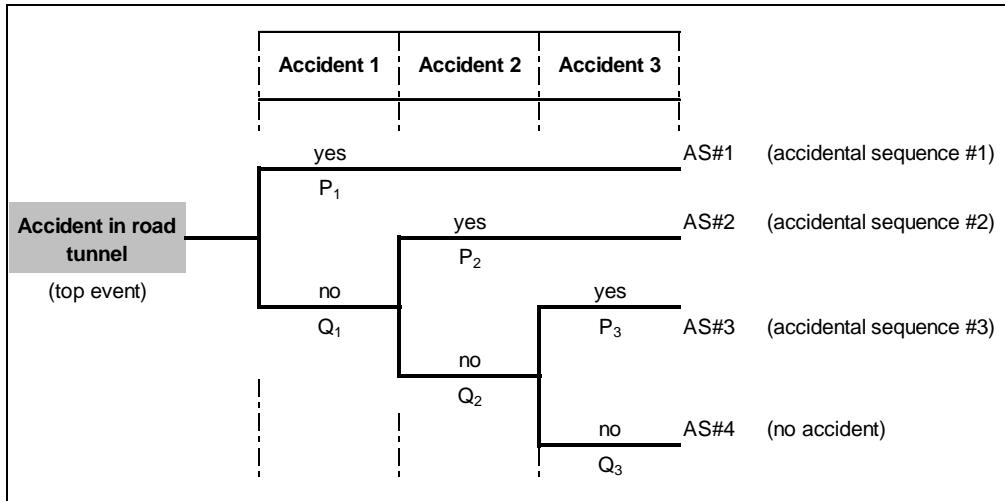 Accident 1 Accident 2 Accident 3
yes AS#1 (accidental sequence #1)
P₁
Accident in road
tunnel
(top event)
yes AS#2 (accidental sequence #2)
P₂
no
Q₁
yes
P₃ AS#3 (accidental sequence #3)
no
Q₂
no AS#4 (no accident)
Q₃